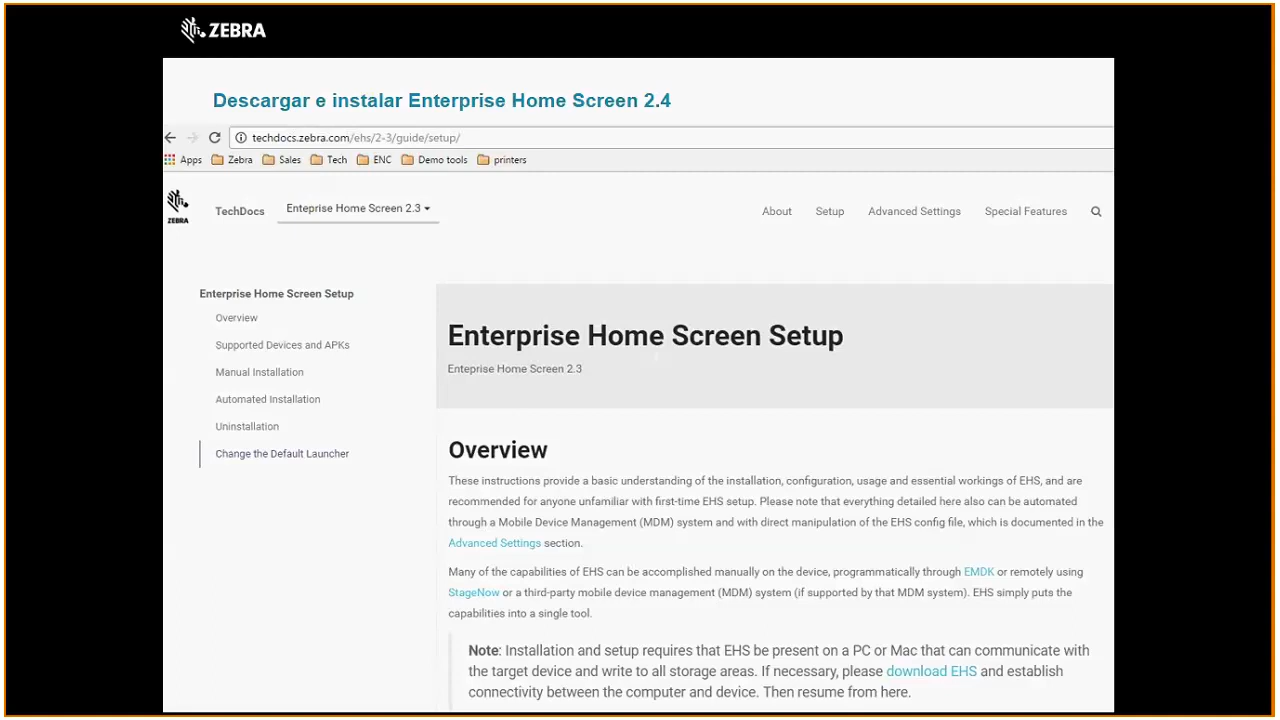 ZEBRA
Descargar e instalar Enterprise Home Screen 2.4
techdocs.zebra.com/ehs/2-3/guide/setup/
Apps Zebra Sales Tech ENC Demo tools printers
ZEBRA
TechDocs Enteprise Home Screen 2.3 About Setup Advanced Settings Special Features
Enterprise Home Screen Setup
Overview
Supported Devices and APKs
Manual Installation
Automated Installation
Uninstallation
Change the Default Launcher
Enterprise Home Screen Setup
Enteprise Home Screen 2.3
Overview
These instructions provide a basic understanding of the installation, configuration, usage and essential workings of EHS, and are
recommended for anyone unfamiliar with first-time EHS setup. Please note that everything detailed here also can be automated
through a Mobile Device Management (MDM) system and with direct manipulation of the EHS config file, which is documented in the
Advanced Settings section.
Many of the capabilities of EHS can be accomplished manually on the device, programmatically through EMDK or remotely using
StageNow or a third-party mobile device management (MDM) system (if supported by that MDM system). EHS simply puts the
capabilities into a single tool.
Note: Installation and setup requires that EHS be present on a PC or Mac that can communicate with
the target device and write to all storage areas. If necessary, please download EHS and establish
connectivity between the computer and device. Then resume from here.